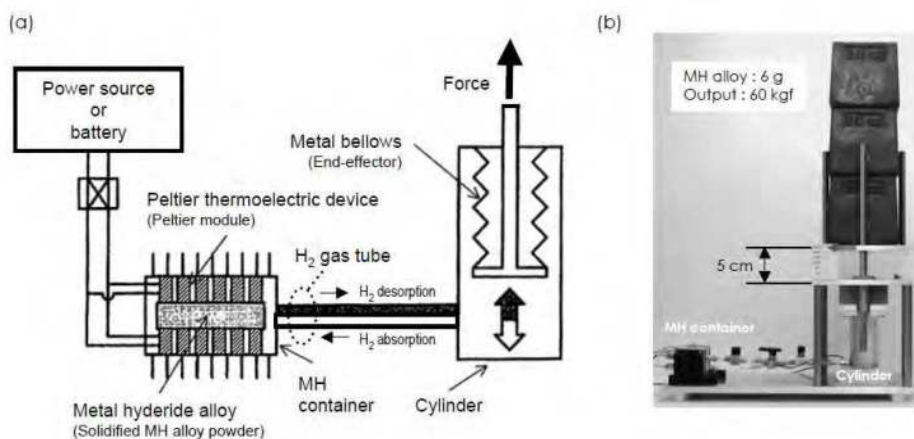 (a)
Power source
or
battery
Force
Metal bellows
(End-effector)
Peltier thermoelectric device
(Peltier module)
H2 gas tube
H2 desorption
H2 absorption
Metal hyderide alloy
(Solidified MH alloy powder)
MH
container
Cylinder
(b)
MH alloy : 6 g
Output : 60 kgf
5 cm
MH container
Cylinder